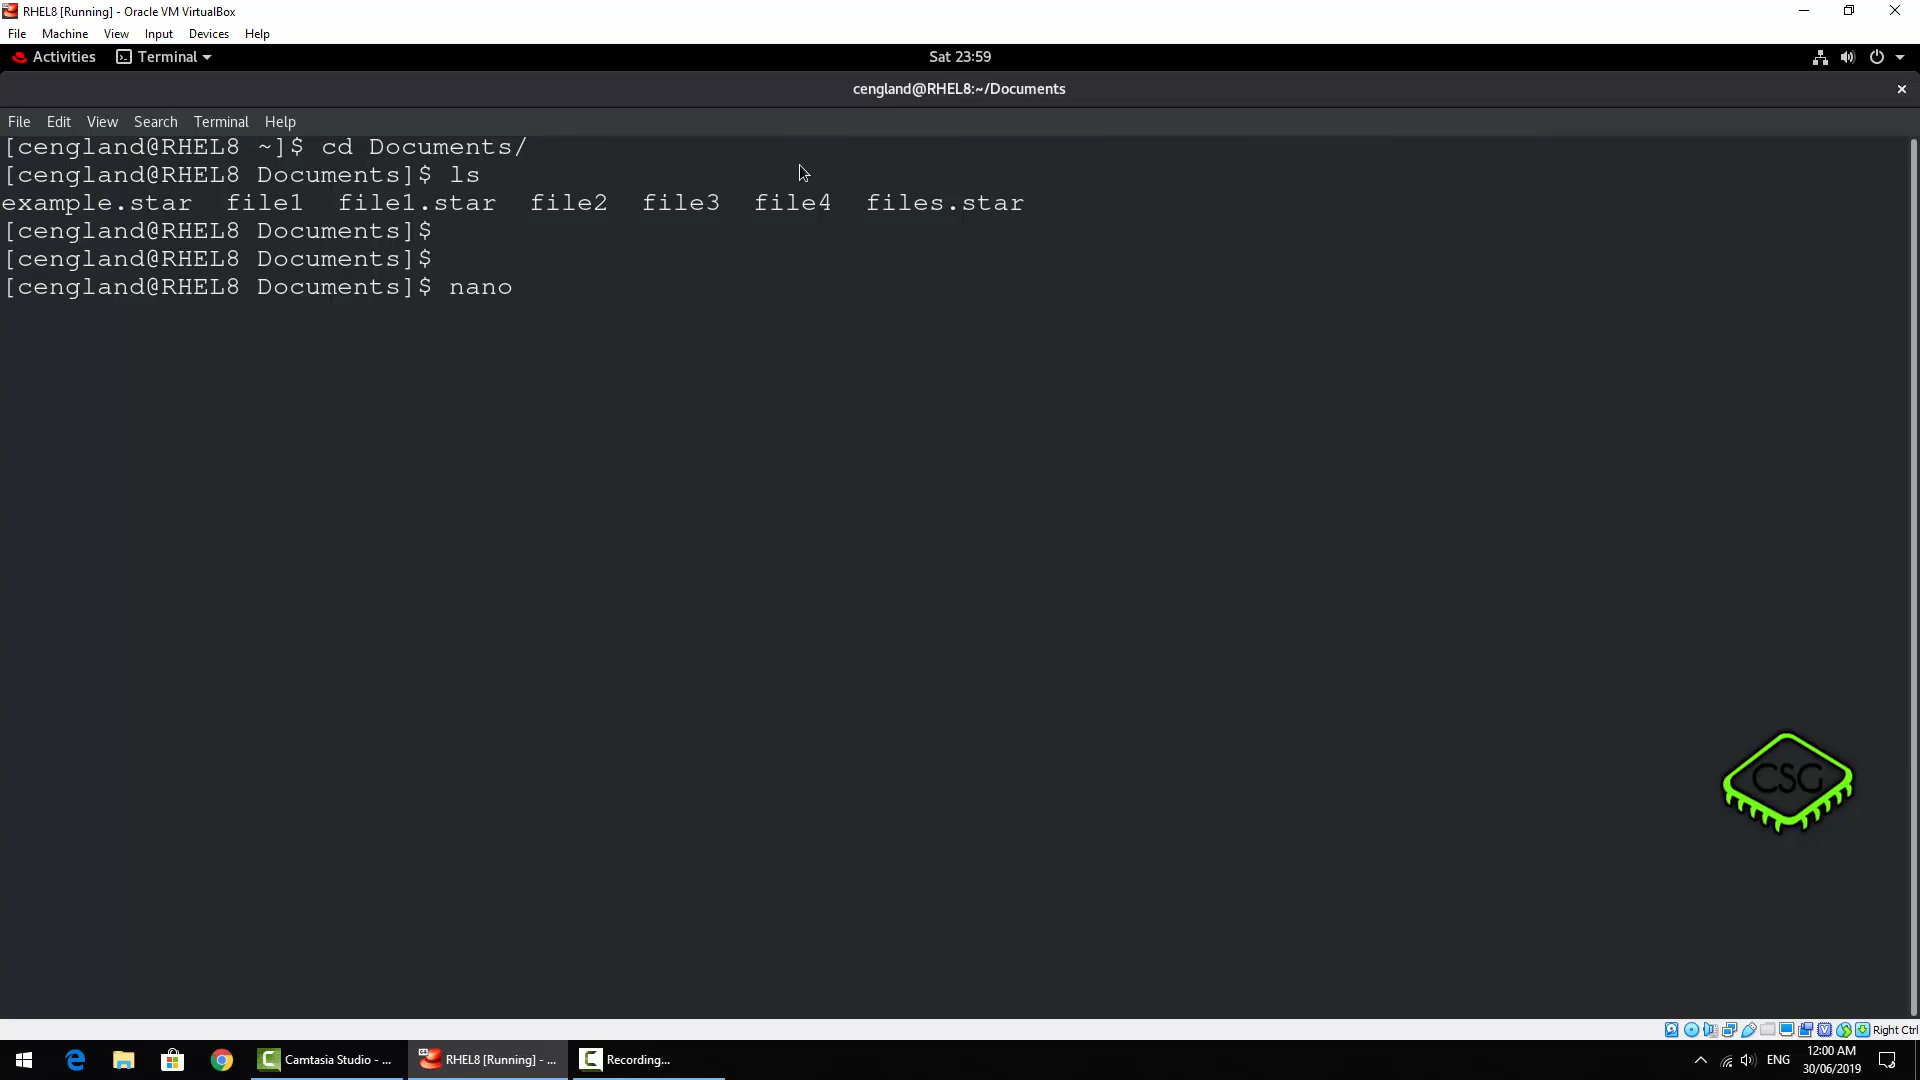 RHEL8 [Running] - Oracle VM VirtualBox
File Machine View Input Devices Help
Activities Terminal Sat 23:59
cengland@RHEL8:~/Documents
File Edit View Search Terminal Help
[cengland@RHEL8 ~]$ cd Documents/
[cengland@RHEL8 Documents]$ ls
example.star file1 file1.star file2 file3 file4 files.star
[cengland@RHEL8 Documents]$
[cengland@RHEL8 Documents]$
[cengland@RHEL8 Documents]$ nano
CSG
Right Ctrl
Camtasia Studio - ... RHEL8 [Running] - ... Recording... ENG 12:00 AM
30/06/2019